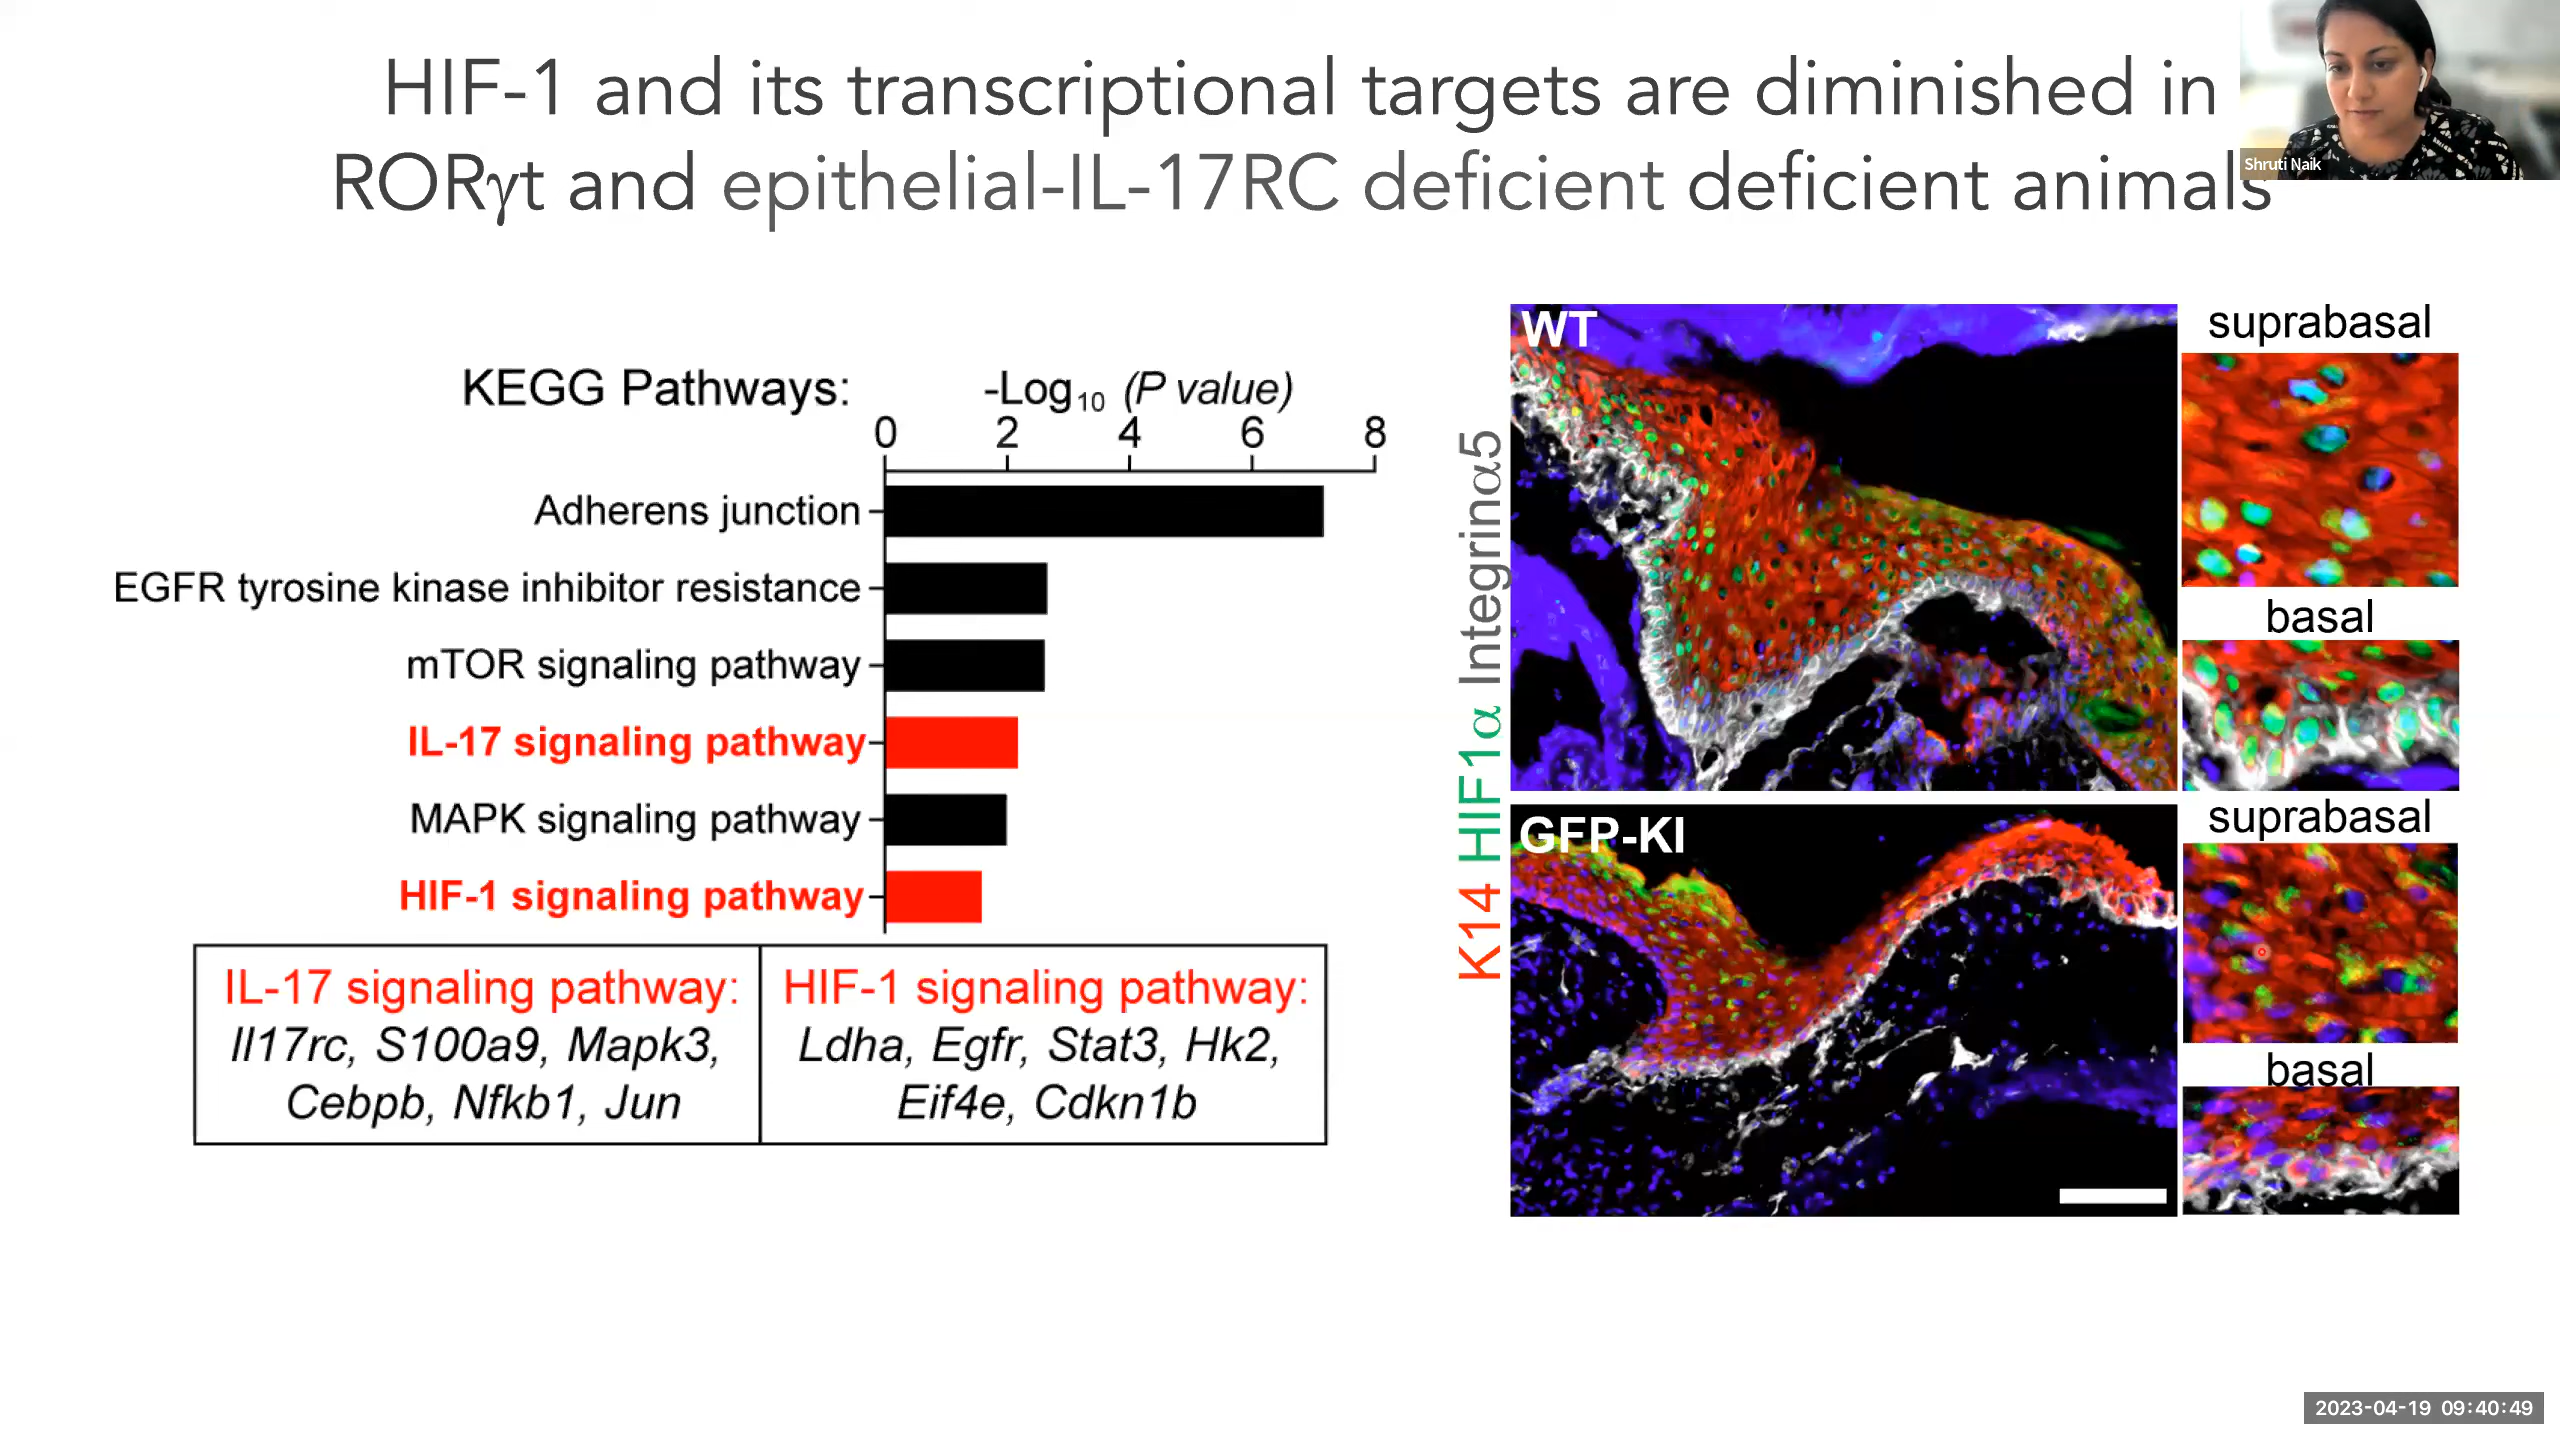 HIF-1 and its transcriptional targets are diminished in
RORγt and epithelial-IL-17RC deficient deficient animals
Shruti Naik
KEGG Pathways:
-Log10 (P value)
0 2 4 6 8
Adherens junction
EGFR tyrosine kinase inhibitor resistance
mTOR signaling pathway
IL-17 signaling pathway
MAPK signaling pathway
HIF-1 signaling pathway
IL-17 signaling pathway:
Il17rc, S100a9, Mapk3,
Cebpb, Nfkb1, Jun
HIF-1 signaling pathway:
Ldha, Egfr, Stat3, Hk2,
Eif4e, Cdkn1b
K14 HIF1α Integrinα5
WT
suprabasal
basal
GFP-KI
suprabasal
basal
2023-04-19 09:40:49